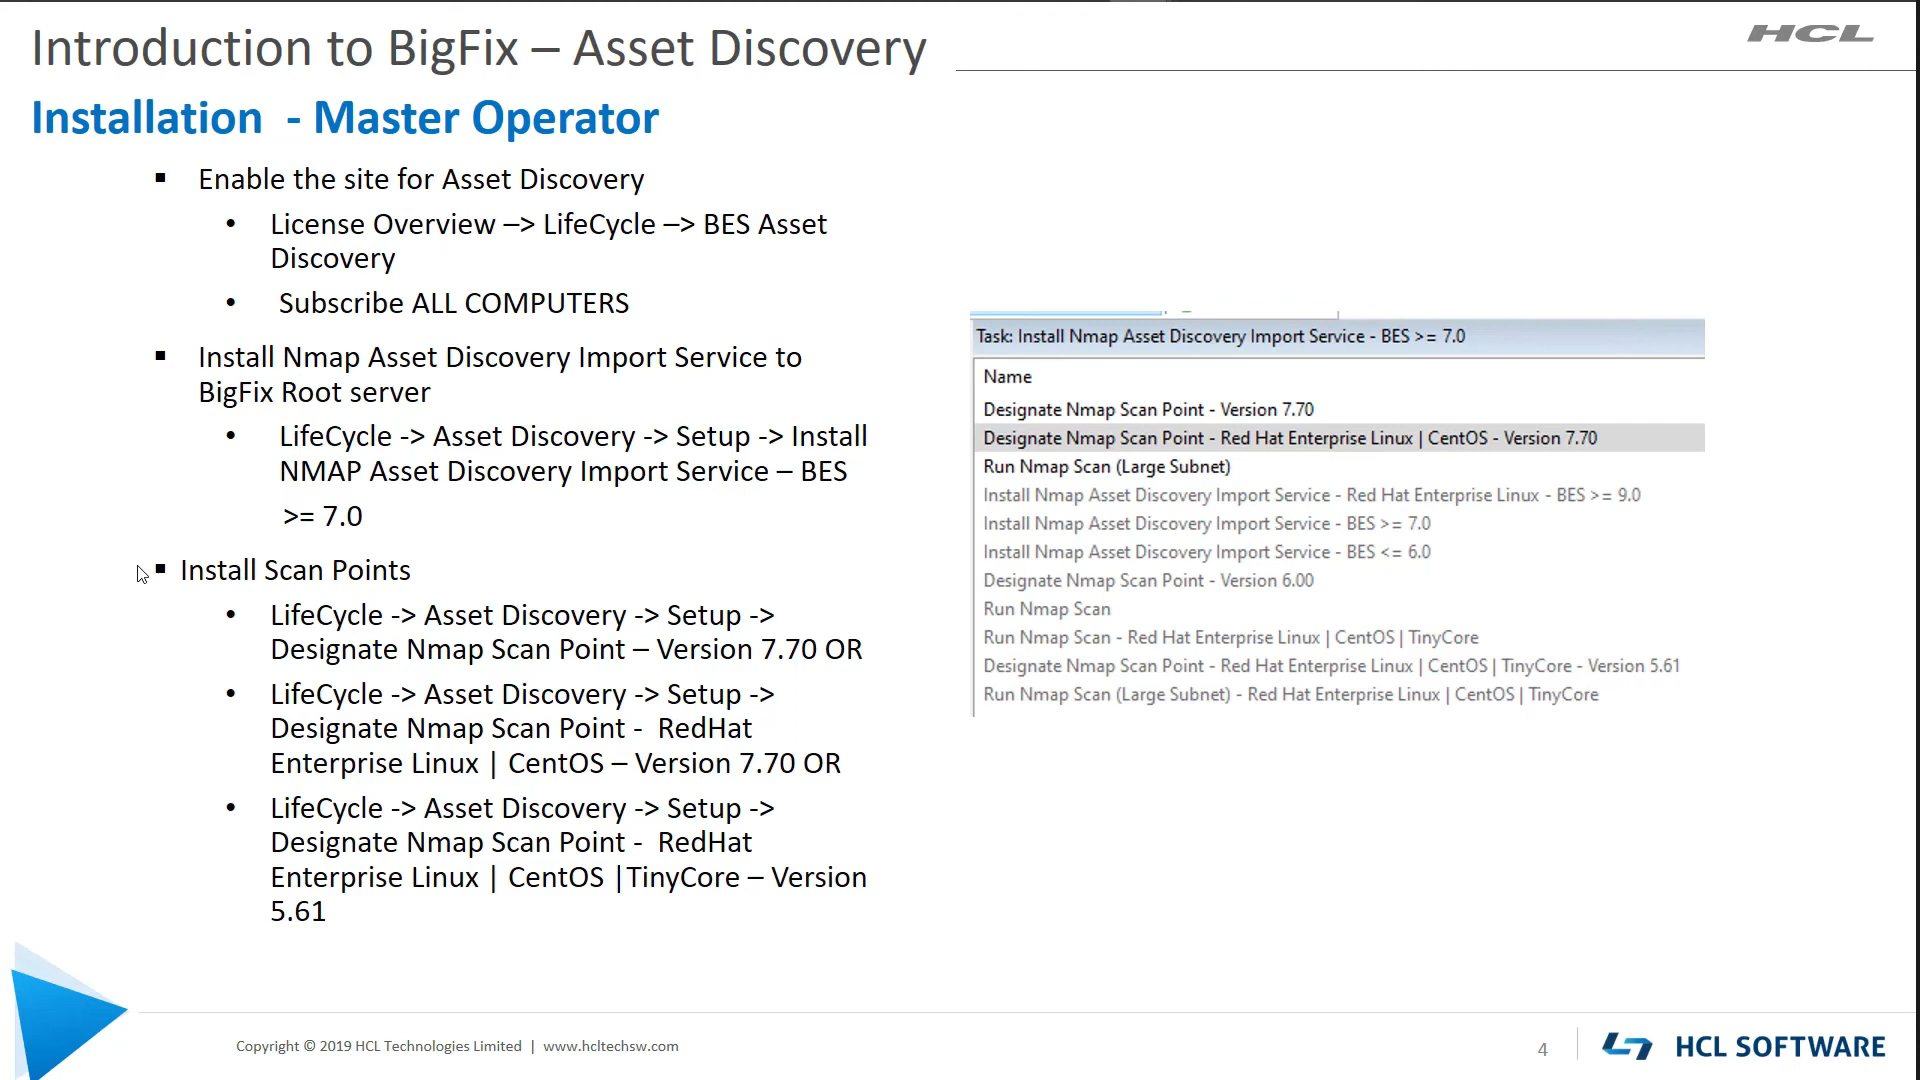 Introduction to BigFix – Asset Discovery
HCL
Installation - Master Operator
▪ Enable the site for Asset Discovery
• License Overview –> LifeCycle –> BES Asset
Discovery
• Subscribe ALL COMPUTERS
▪ Install Nmap Asset Discovery Import Service to
BigFix Root server
• LifeCycle -> Asset Discovery -> Setup -> Install
NMAP Asset Discovery Import Service – BES
>= 7.0
▪ Install Scan Points
• LifeCycle -> Asset Discovery -> Setup ->
Designate Nmap Scan Point – Version 7.70 OR
• LifeCycle -> Asset Discovery -> Setup ->
Designate Nmap Scan Point - RedHat
Enterprise Linux | CentOS – Version 7.70 OR
• LifeCycle -> Asset Discovery -> Setup ->
Designate Nmap Scan Point - RedHat
Enterprise Linux | CentOS |TinyCore – Version
5.61
Task: Install Nmap Asset Discovery Import Service - BES >= 7.0
Name
Designate Nmap Scan Point - Version 7.70
Designate Nmap Scan Point - Red Hat Enterprise Linux | CentOS - Version 7.70
Run Nmap Scan (Large Subnet)
Install Nmap Asset Discovery Import Service - Red Hat Enterprise Linux - BES >= 9.0
Install Nmap Asset Discovery Import Service - BES >= 7.0
Install Nmap Asset Discovery Import Service - BES <= 6.0
Designate Nmap Scan Point - Version 6.00
Run Nmap Scan
Run Nmap Scan - Red Hat Enterprise Linux | CentOS | TinyCore
Designate Nmap Scan Point - Red Hat Enterprise Linux | CentOS | TinyCore - Version 5.61
Run Nmap Scan (Large Subnet) - Red Hat Enterprise Linux | CentOS | TinyCore
Copyright © 2019 HCL Technologies Limited | www.hcltechsw.com
4
HCL SOFTWARE